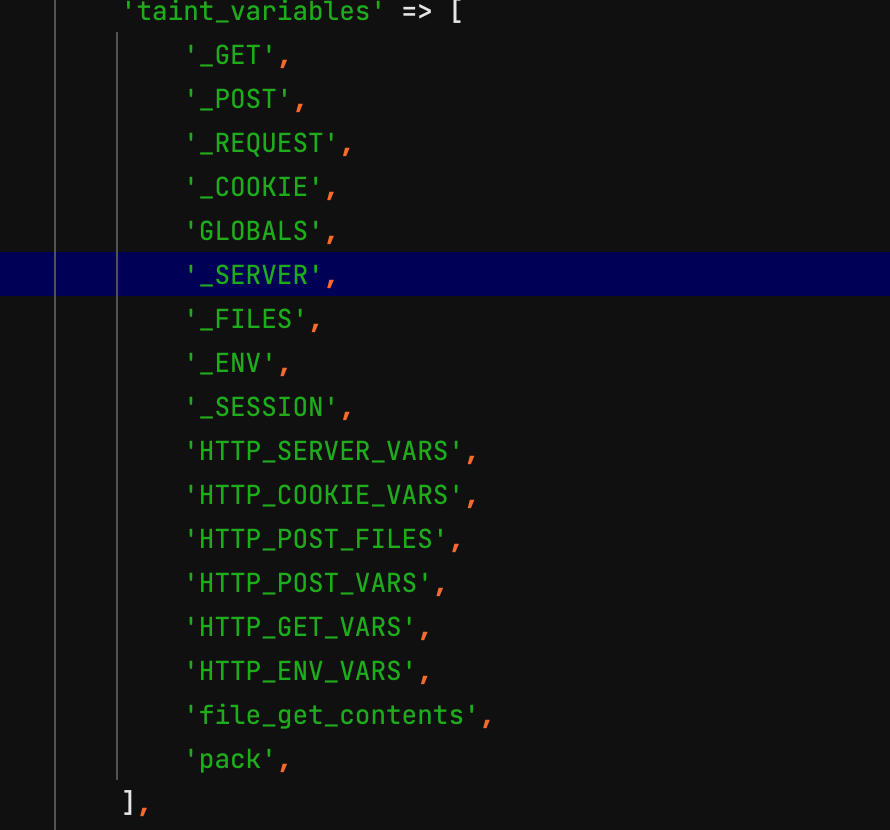 'taint_variables' => [
'_GET',
'_POST',
'_REQUEST',
'_COOKIE',
'GLOBALS',
'_SERVER',
'_FILES',
'_ENV',
'_SESSION',
'HTTP_SERVER_VARS',
'HTTP_COOKIE_VARS',
'HTTP_POST_FILES',
'HTTP_POST_VARS',
'HTTP_GET_VARS',
'HTTP_ENV_VARS',
'file_get_contents',
'pack',
],